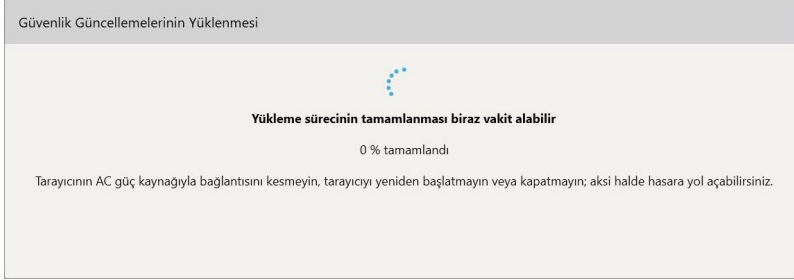 Güvenlik Güncellemelerinin Yüklenmesi
Yükleme sürecinin tamamlanması biraz vakit alabilir
0 % tamamlandı
Tarayıcının AC güç kaynağıyla bağlantısını kesmeyin, tarayıcıyı yeniden başlatmayın veya kapatmayın; aksi halde hasara yol açabilirsiniz.